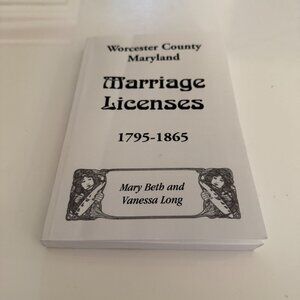 Worcester County
Maryland
Marriage
Licenses
1795-1865
Mary Beth and
Vanessa Long